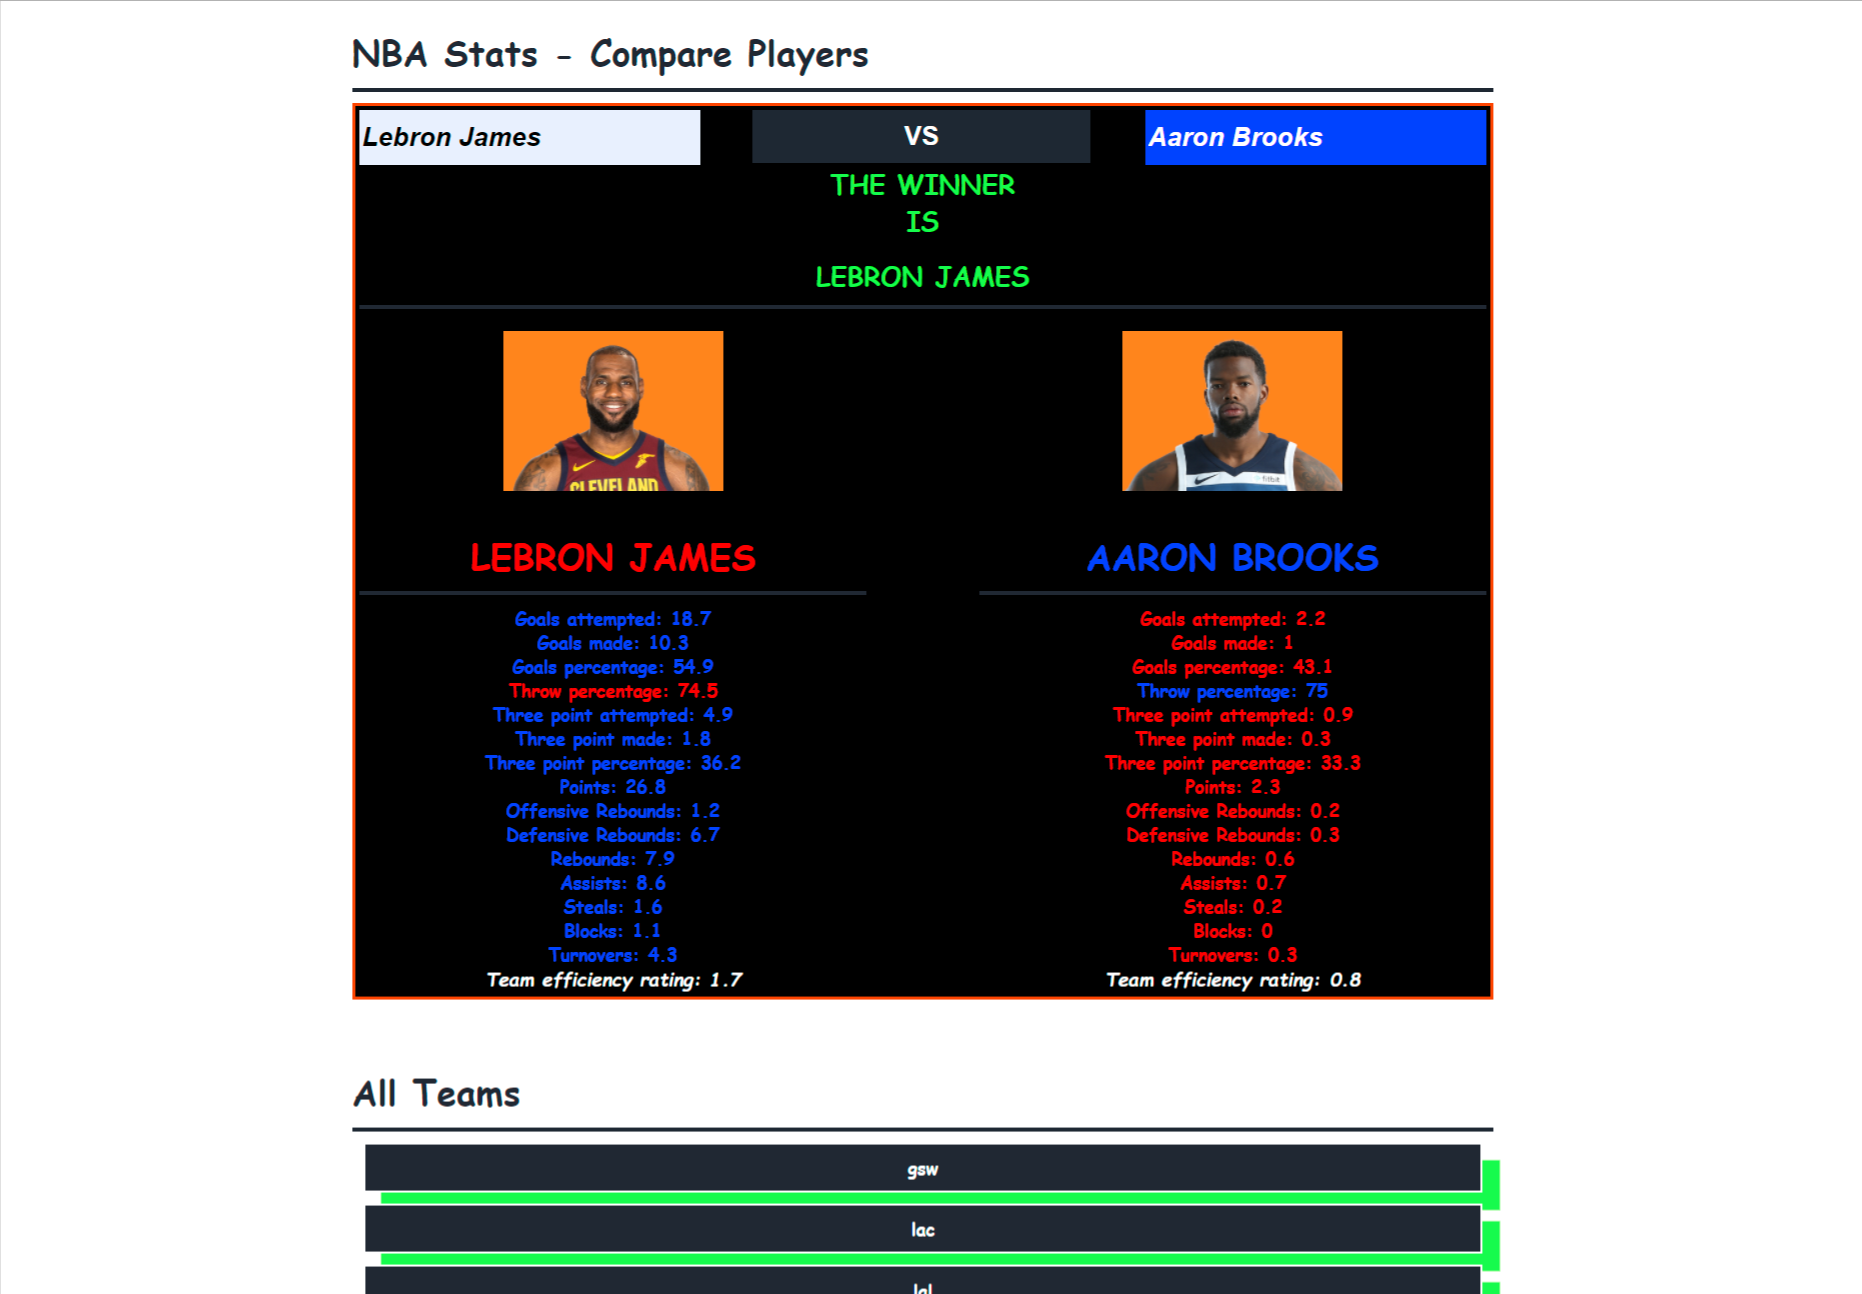 NBA Stats - Compare Players
Lebron James
VS
Aaron Brooks
THE WINNER
IS
LEBRON JAMES
CLEVELAND
fitbit
LEBRON JAMES
Goals attempted: 18.7
Goals made: 10.3
Goals percentage: 54.9
Throw percentage: 74.5
Three point attempted: 4.9
Three point made: 1.8
Three point percentage: 36.2
Points: 26.8
Offensive Rebounds: 1.2
Defensive Rebounds: 6.7
Rebounds: 7.9
Assists: 8.6
Steals: 1.6
Blocks: 1.1
Turnovers: 4.3
Team efficiency rating: 1.7
AARON BROOKS
Goals attempted: 2.2
Goals made: 1
Goals percentage: 43.1
Throw percentage: 75
Three point attempted: 0.9
Three point made: 0.3
Three point percentage: 33.3
Points: 2.3
Offensive Rebounds: 0.2
Defensive Rebounds: 0.3
Rebounds: 0.6
Assists: 0.7
Steals: 0.2
Blocks: 0
Turnovers: 0.3
Team efficiency rating: 0.8
All Teams
gsw
lac
lal